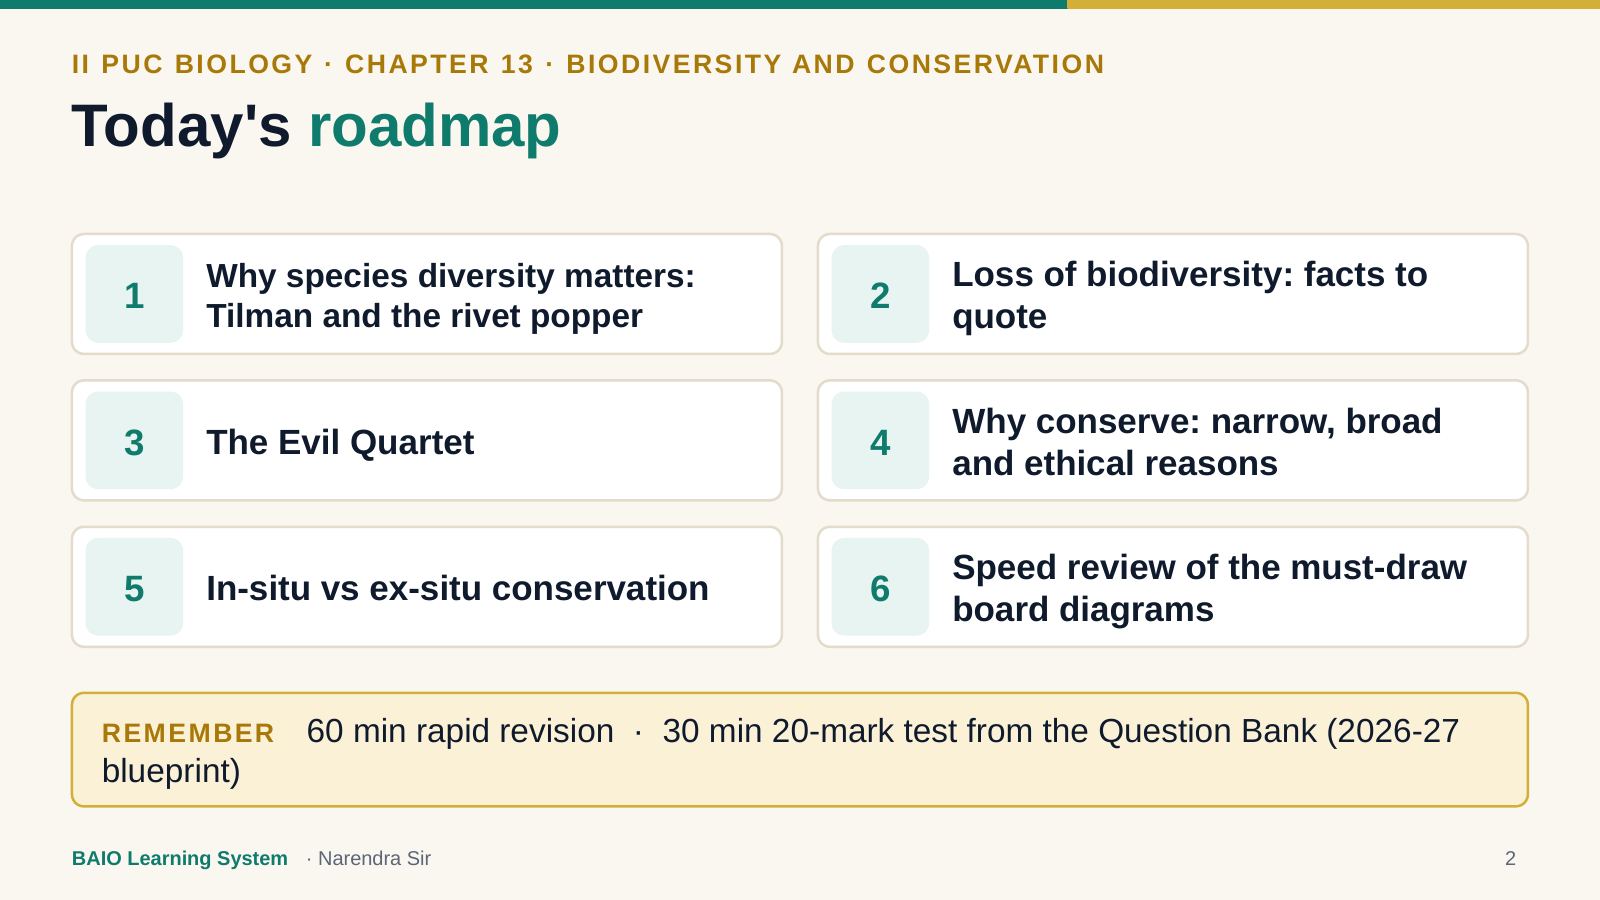 II PUC BIOLOGY · CHAPTER 13 · BIODIVERSITY AND CONSERVATION
Today's roadmap
1
Why species diversity matters:
Tilman and the rivet popper
2
Loss of biodiversity: facts to
quote
3
The Evil Quartet
4
Why conserve: narrow, broad
and ethical reasons
5
In-situ vs ex-situ conservation
6
Speed review of the must-draw
board diagrams
REMEMBER 60 min rapid revision · 30 min 20-mark test from the Question Bank (2026-27
blueprint)
BAIO Learning System · Narendra Sir
2